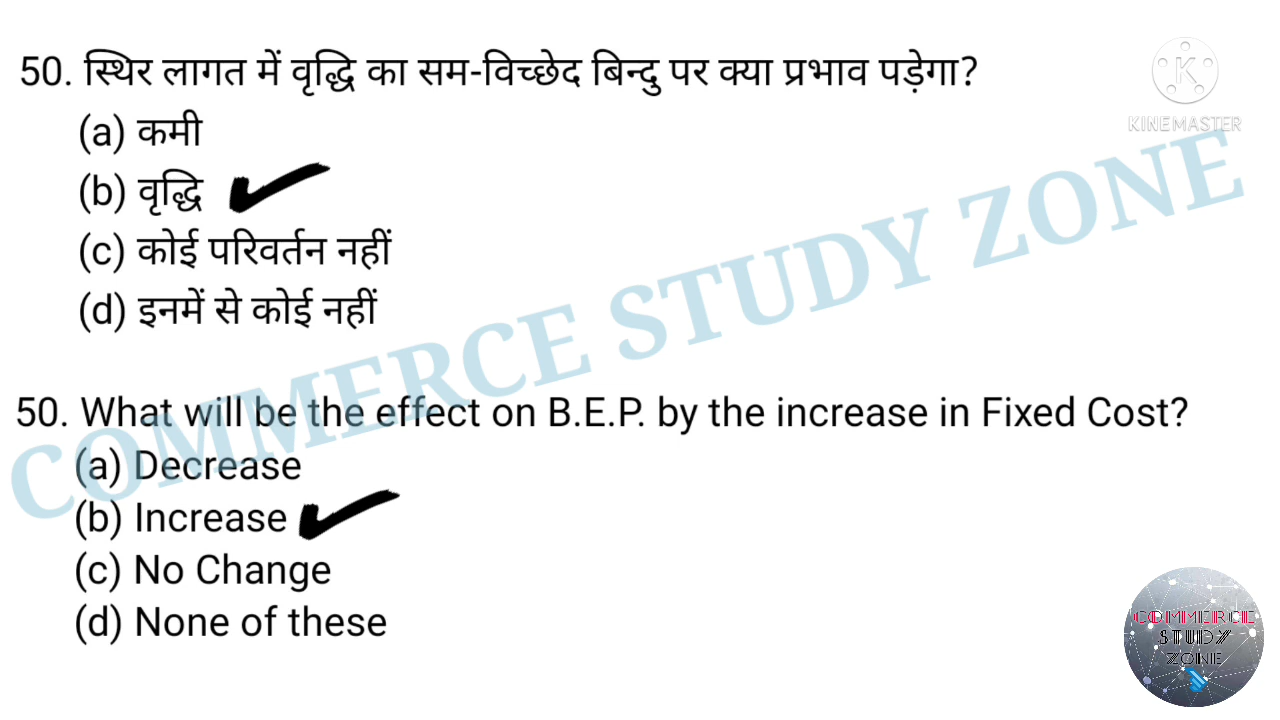 50. स्थिर लागत में वृद्धि का सम-विच्छेद बिन्दु पर क्या प्रभाव पड़ेगा?
(a) कमी
(b) वृद्धि
(c) कोई परिवर्तन नहीं
(d) इनमें से कोई नहीं
K
KINEMASTER
COMMERCE STUDY ZONE
50. What will be the effect on B.E.P. by the increase in Fixed Cost?
(a) Decrease
(b) Increase
(c) No Change
(d) None of these
COMMERCE
STUDY
ZONE